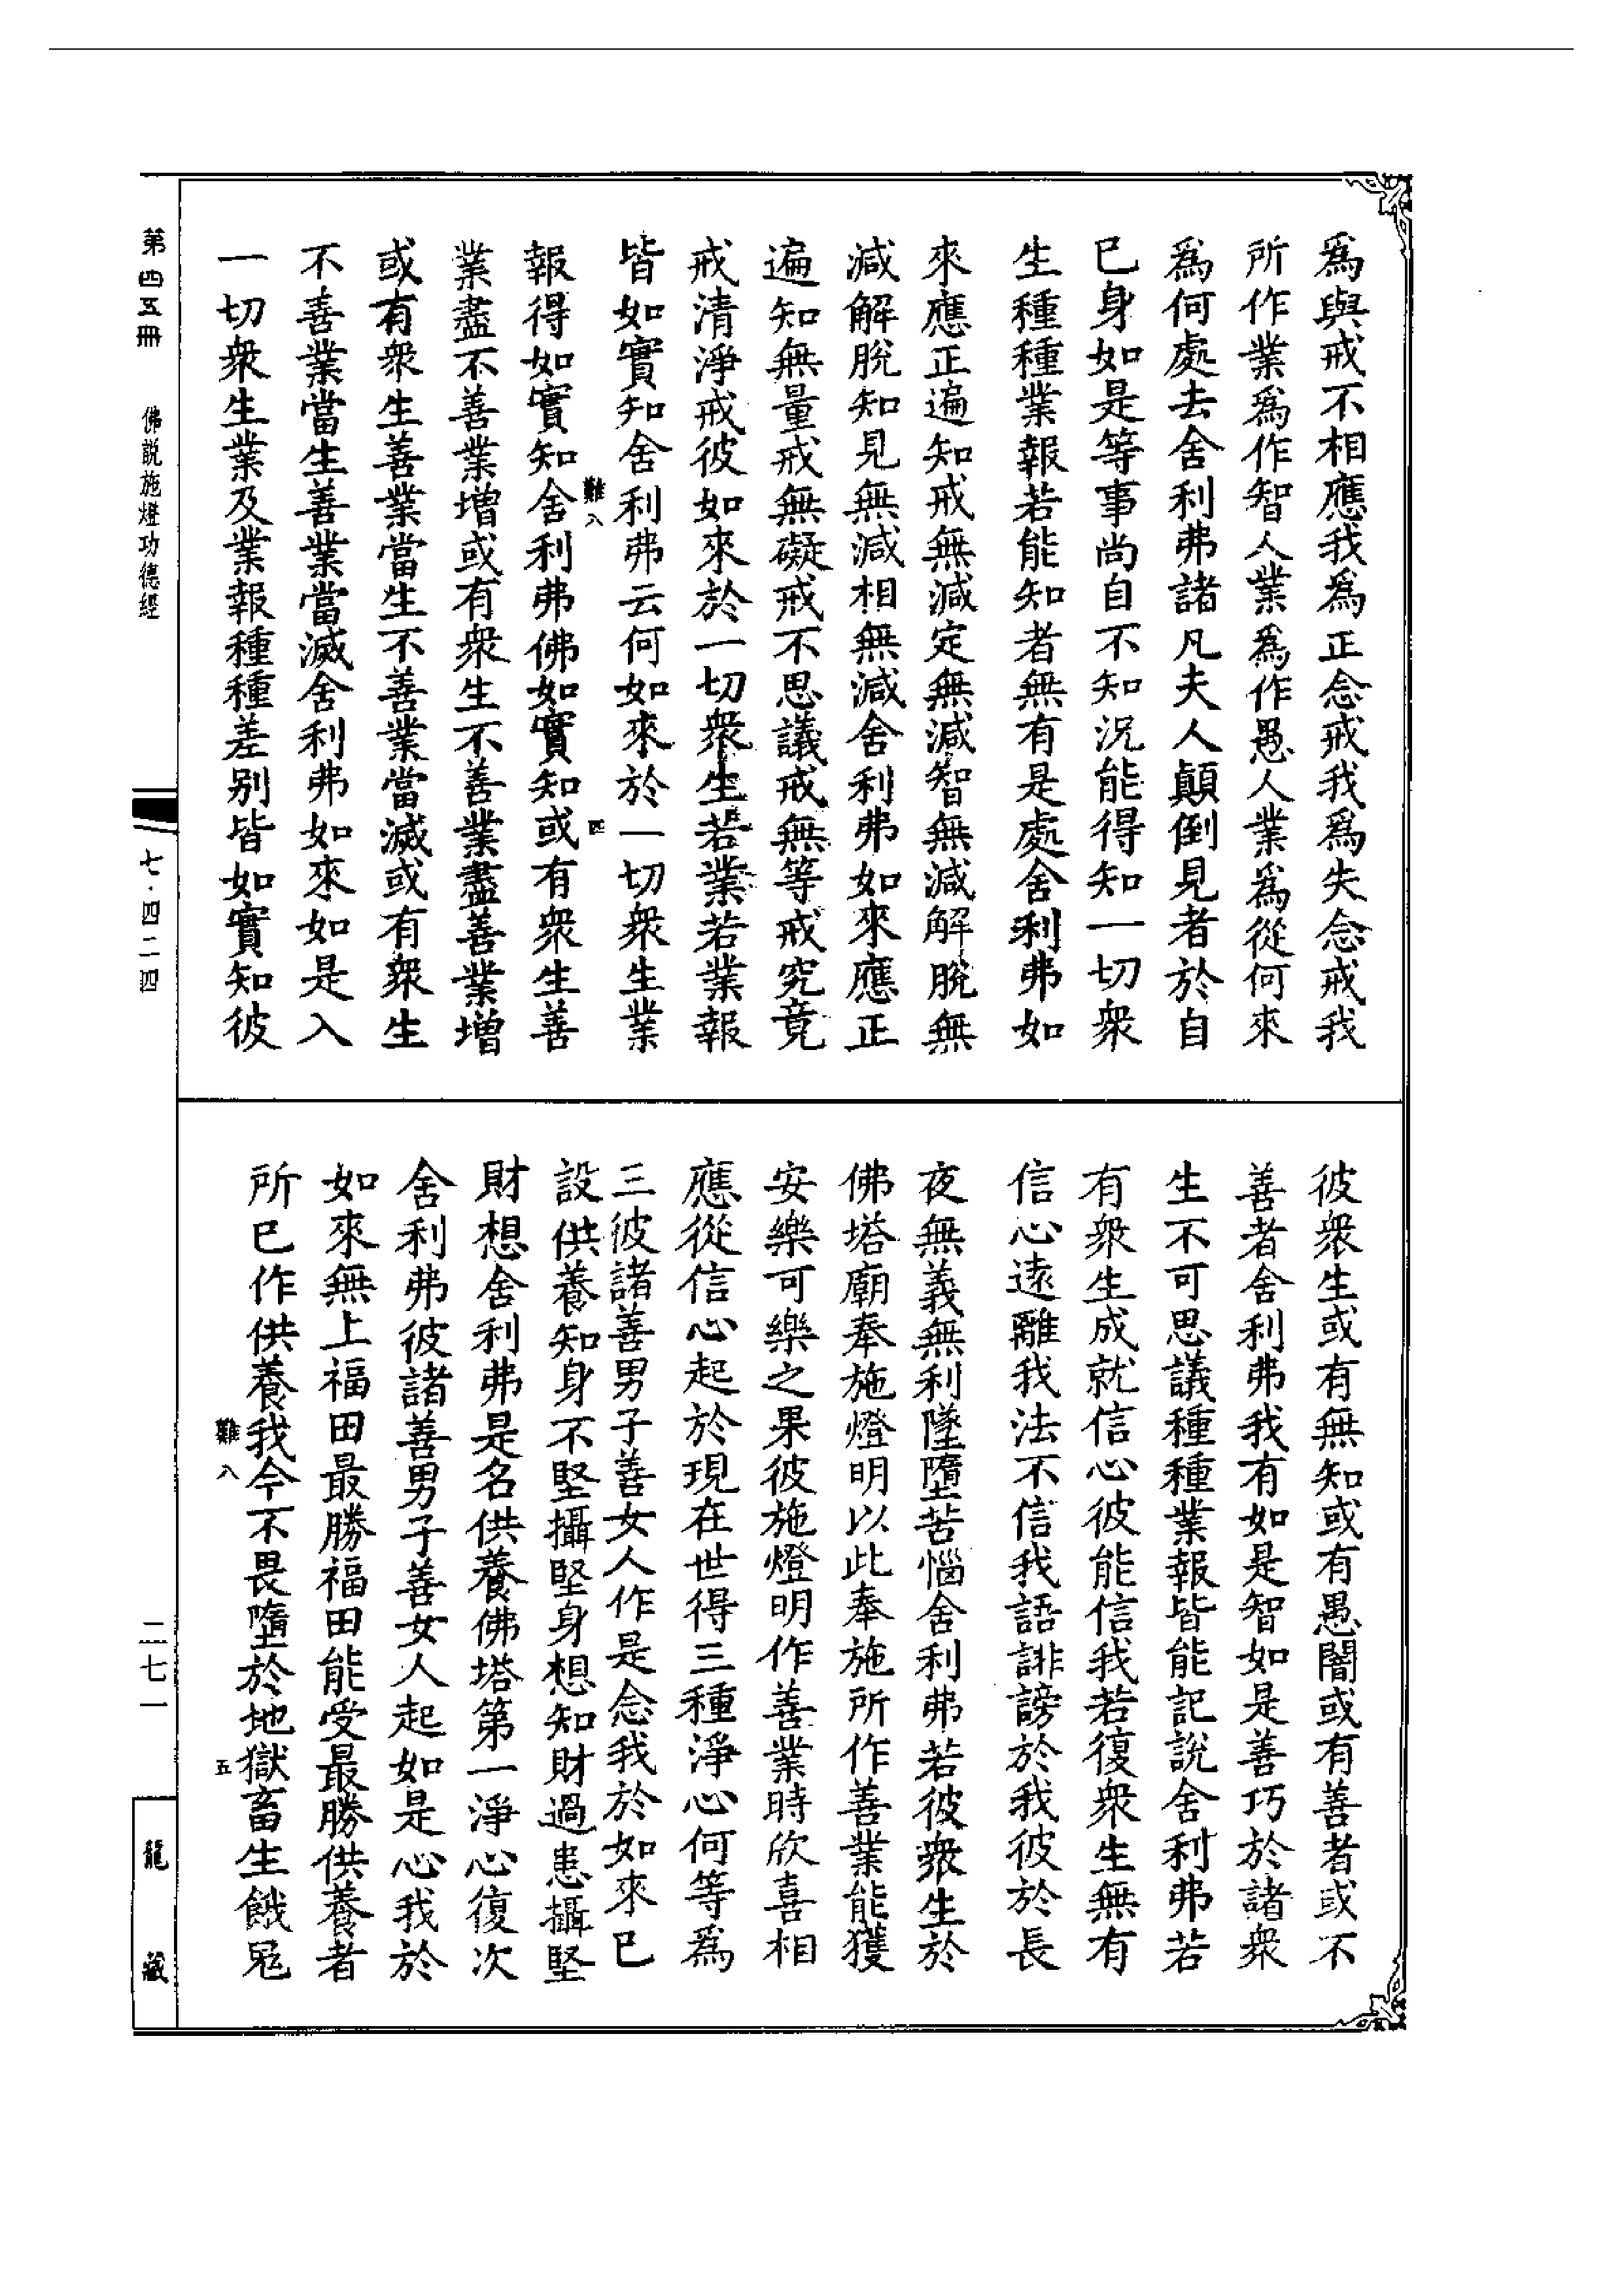 為與戒不相應我為正念戒我為失念戒我
所作業為作智人業為作愚人業為從何來
為何處去舍利弗諸凡夫人顛倒見者於自
已身如是等事尚自不知況能得知一切衆
生種種業報若能知者無有是處舍利弗如
來應正遍知戒無減定無減智無減解脫無
減解脫知見無減相無減舍利弗如來應正
遍知無量戒無礙戒不思議戒無等戒究竟
戒清淨戒彼如來於一切衆生若業若業報
皆如實知舍利弗云何如來於一切衆生業
難八
四
報得如實知舍利弗佛如實知或有衆生善
業盡不善業增或有衆生不善業盡善業增
或有衆生善業當生不善業當滅或有衆生
不善業當生善業當滅舍利弗如來如是入
一切衆生業及業報種種差别皆如實知彼
彼衆生或有無知或有愚闇或有善者或不
善者舍利弗我有如是智如是善巧於諸衆
生不可思議種種業報皆能記說舍利弗若
有衆生成就信心彼能信我若復衆生無有
信心遠離我法不信我語誹謗於我彼於長
夜無義無利墜墮苦惱舍利弗若彼衆生於
佛塔廟奉施燈明以此奉施所作善業能獲
安樂可樂之果彼施燈明作善業時欣喜相
應從信心起於現在世得三種淨心何等為
三彼諸善男子善女人作是念我於如來已
設供養知身不堅攝堅身想知財過患攝堅
財想舍利弗是名供養佛塔第一淨心復次
舍利弗彼諸善男子善女人起如是心我於
如來無上福田最勝福田能受最勝供養者
所已作供養我今不畏墮於地獄畜生餓鬼
難八
五
第四五冊
佛説施燈功德經
七·四二四
二七一
龍藏